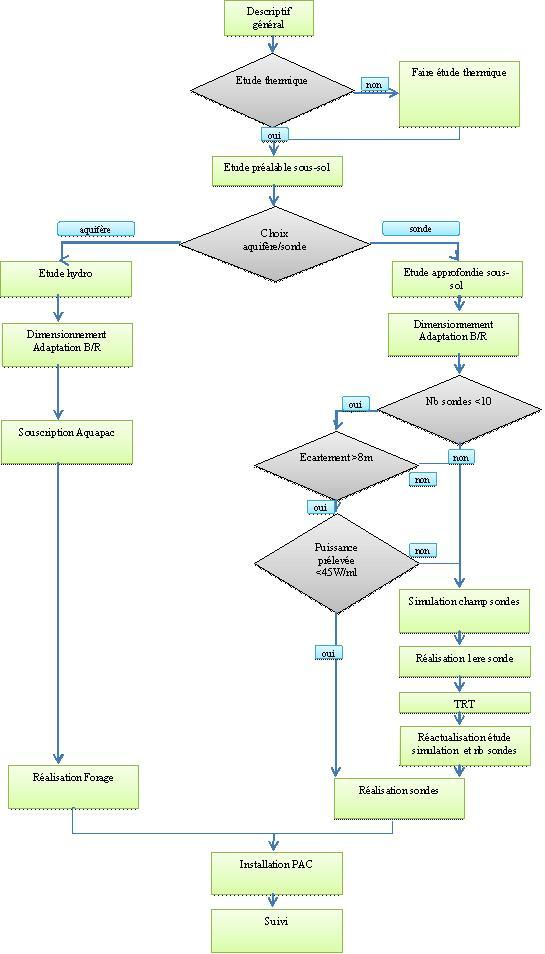 Descriptif
général
Etude thermique
non
Faire étude thermique
oui
Etude préalable sous-sol
aquifère
Choix
aquifère/sonde
sonde
Etude hydro
Etude approfondie sous-
sol
Dimensionnement
Adaptation B/R
Dimensionnement
Adaptation B/R
oui
Nb sondes <10
Souscription Aquapac
Ecartement >8m
non
non
oui
Puissance
prélevée
<45W/ml
non
Simulation champ sondes
oui
Réalisation 1ere sonde
TRT
Réactualisation étude
simulation et nb sondes
Réalisation Forage
Réalisation sondes
Installation PAC
Suivi